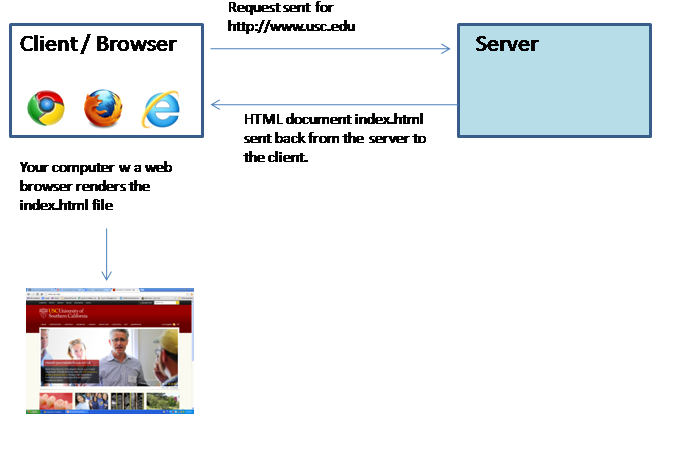 Request sent for
http://www.usc.edu
Client / Browser
Server
HTML document index.html
sent back from the server to
the client.
Your computer w a web
browser renders the
index.html file
USC University of
Southern California